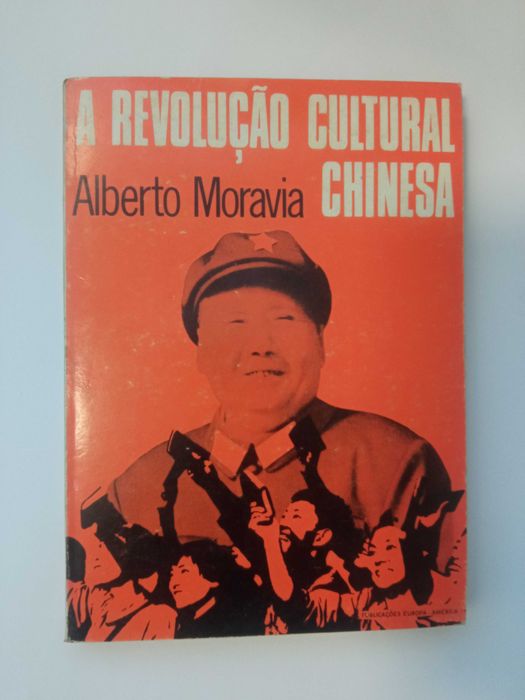 A REVOLUÇÃO CULTURAL
Alberto Moravia CHINESA
PUBLICAÇÕES EUROPA-AMÉRICA